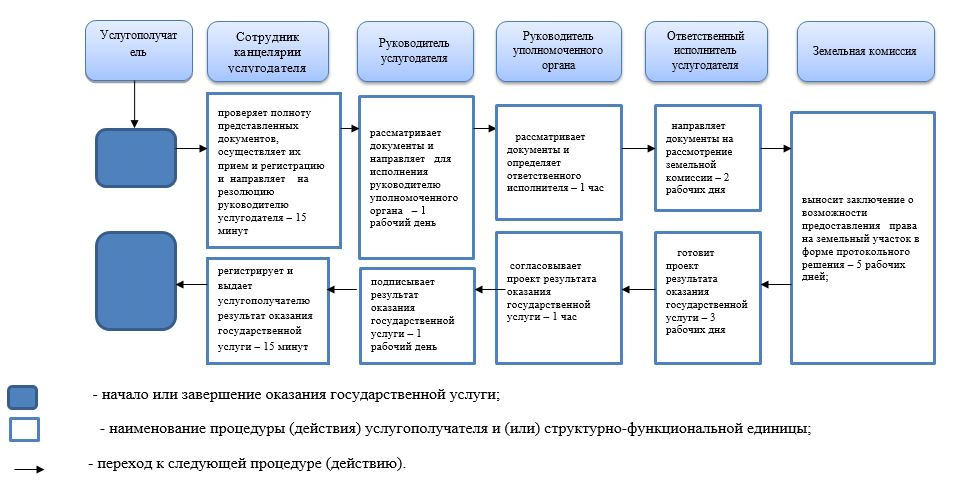 Услугополучат
ель
Сотрудник
канцелярии
услугодателя
Руководитель
услугодателя
Руководитель
уполномоченного
органа
Ответственный
исполнитель
услугодателя
Земельная комиссия
проверяет полноту
представленных
документов,
осуществляет их
прием и регистрацию
и направляет на
резолюцию
руководителю
услугодателя – 15
минут
рассматривает
документы и
направляет для
исполнения
руководителю
уполномоченного
органа – 1
рабочий день
рассматривает
документы и
определяет
ответственного
исполнителя – 1 час
направляет
документы на
рассмотрение
земельной
комиссии – 2
рабочих дня
выносит заключение о
возможности
предоставления права
на земельный участок в
форме протокольного
решения – 5 рабочих
дней;
регистрирует и
выдает
услугополучателю
результат оказания
государственной
услуги – 15 минут
подписывает
результат
оказания
государственной
услуги – 1
рабочий день
согласовывает
проект результата
оказания
государственной
услуги – 1 час
готовит
проект
результата
оказания
государственной
услуги – 3
рабочих дня
- начало или завершение оказания государственной услуги;
- наименование процедуры (действия) услугополучателя и (или) структурно-функциональной единицы;
- переход к следующей процедуре (действию).